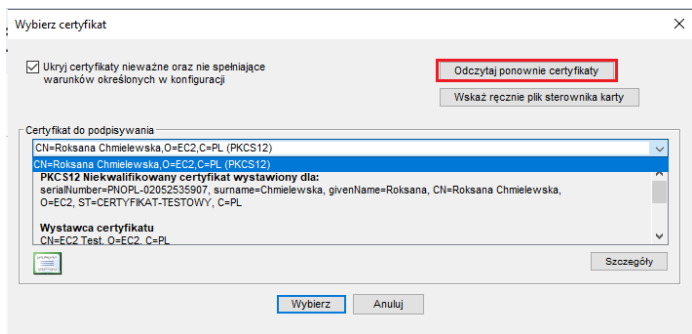 Wybierz certyfikat
Ukryj certyfikaty nieważne oraz nie spełniające
warunków określonych w konfiguracji
Odczytaj ponownie certyfikaty
Wskaż ręcznie plik sterownika karty
Certyfikat do podpisywania
CN=Roksana Chmielewska,O=EC2,C=PL (PKCS12)
CN=Roksana Chmielewska,O=EC2,C=PL (PKCS12)
PKCS12 Niekwalifikowany certyfikat wystawiony dla:
serialNumber=PNOPL-02052535907, surname=Chmielewska, givenName=Roksana, CN=Roksana Chmielewska,
O=EC2, ST=CERTYFIKAT-TESTOWY, C=PL
Wystawca certyfikatu
CN=EC2 Test, O=EC2, C=PL
Szczegóły
Wybierz
Anuluj